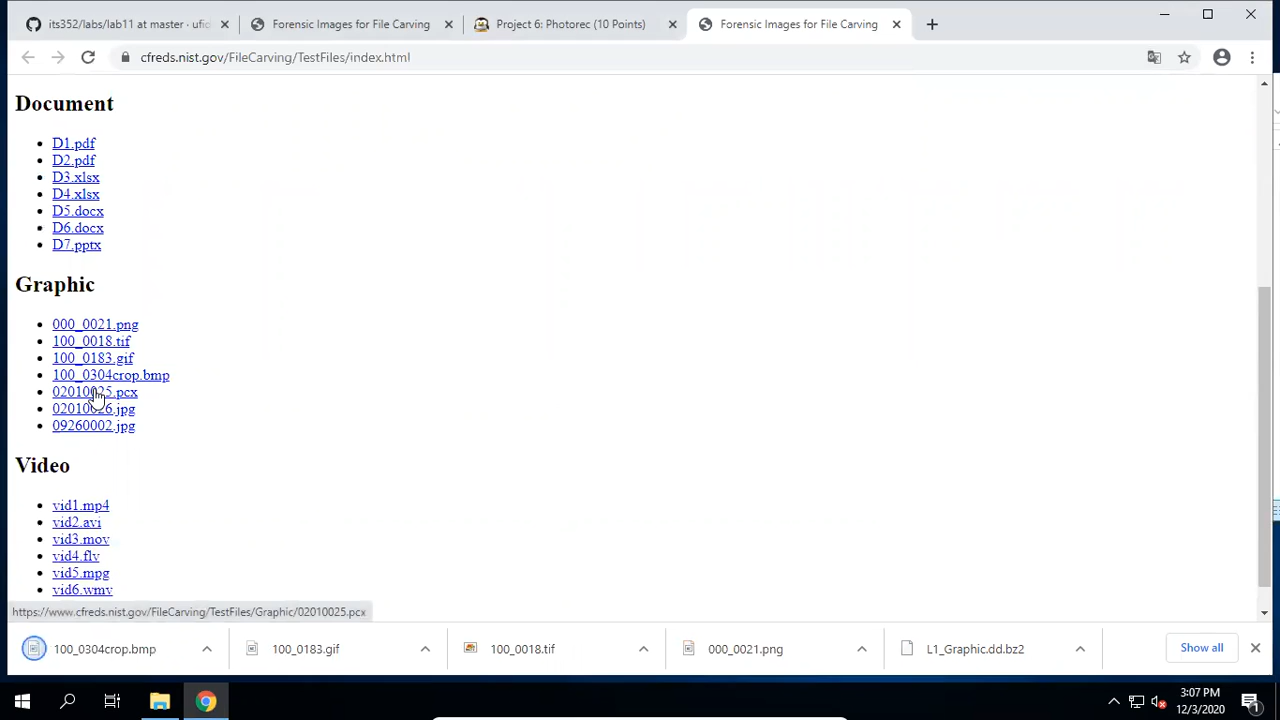 its352/labs/lab11 at master · ufid
Forensic Images for File Carving
Project 6: Photorec (10 Points)
Forensic Images for File Carving
cfreds.nist.gov/FileCarving/TestFiles/index.html
Document
D1.pdf
D2.pdf
D3.xlsx
D4.xlsx
D5.docx
D6.docx
D7.pptx
Graphic
000_0021.png
100_0018.tif
100_0183.gif
100_0304crop.bmp
02010025.pcx
02010026.jpg
09260002.jpg
Video
vid1.mp4
vid2.avi
vid3.mov
vid4.flv
vid5.mpg
vid6.wmv
https://www.cfreds.nist.gov/FileCarving/TestFiles/Graphic/02010025.pcx
100_0304crop.bmp
100_0183.gif
100_0018.tif
000_0021.png
L1_Graphic.dd.bz2
Show all
3:07 PM
12/3/2020
1